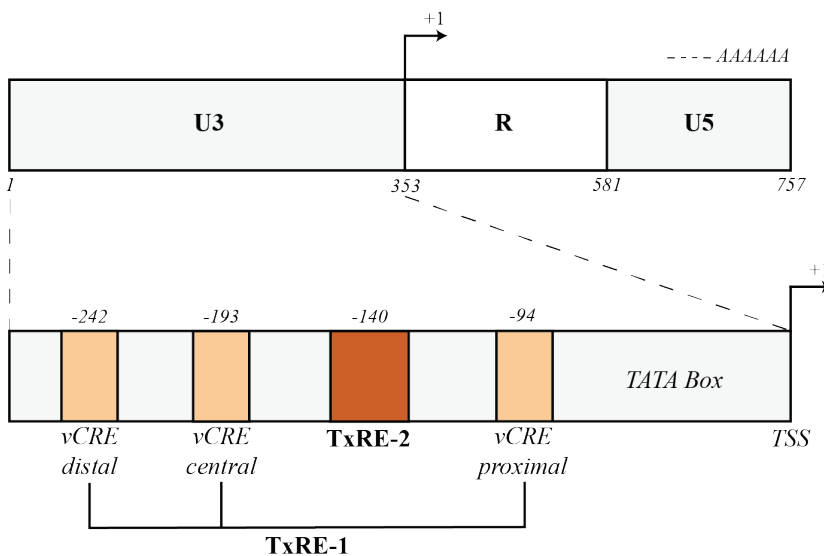 +1
---- AAAAAA
U3 R U5
1 353 581 757
+1
-242 -193 -140 -94
TATA Box
vCRE distal
vCRE central
TxRE-2
vCRE proximal
TSS
TxRE-1